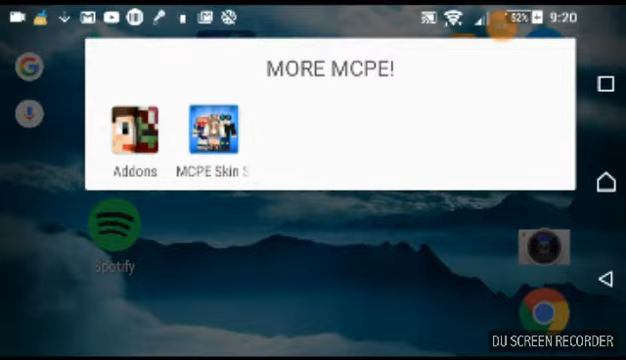 52%
9:20
MORE MCPE!
Addons
MCPE Skin S
Spotify
DU SCREEN RECORDER